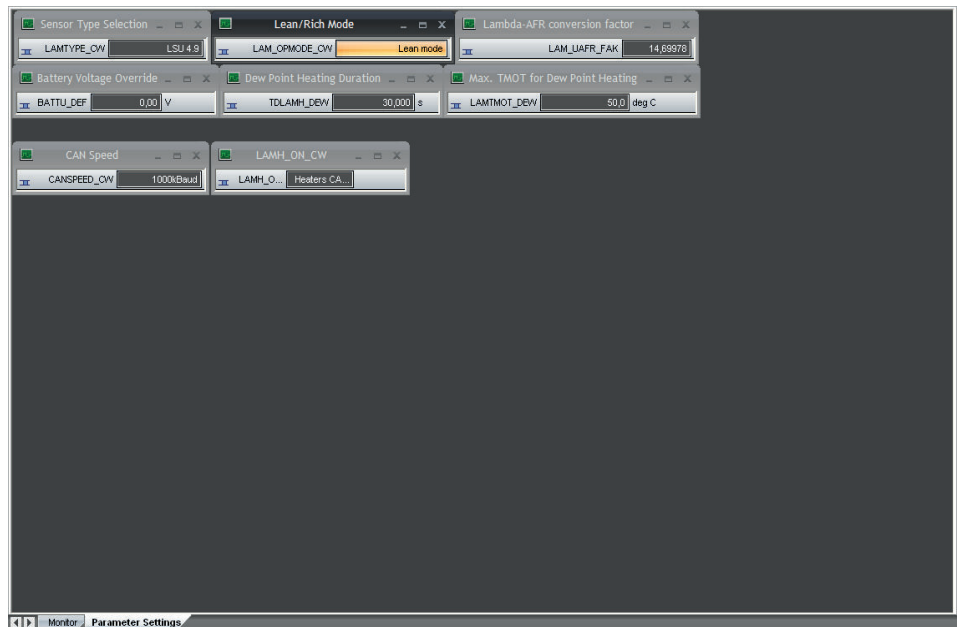 Sensor Type Selection
LAMTYPE_CW LSU 4.9
Lean/Rich Mode
LAM_OPMODE_CW Lean mode
Lambda-AFR conversion factor
LAM_UAFR_FAK 14,69978
Battery Voltage Override
BATTU_DEF 0,00 V
Dew Point Heating Duration
TDLAMH_DEW 30,000 s
Max. TMOT for Dew Point Heating
LAMTMOT_DEW 50,0 deg C
CAN Speed
CANSPEED_CW 1000kBaud
LAMH_ON_CW
LAMH_O... Heaters CA...
Monitor Parameter Settings